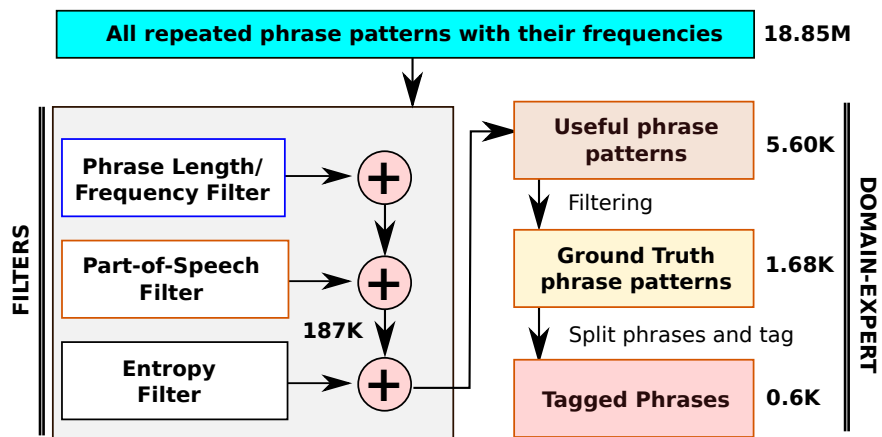 All repeated phrase patterns with their frequencies
18.85M
FILTERS
Phrase Length/
Frequency Filter
+
Part-of-Speech
Filter
+
187K
Entropy
Filter
+
Useful phrase
patterns
5.60K
Filtering
Ground Truth
phrase patterns
1.68K
Split phrases and tag
Tagged Phrases
0.6K
DOMAIN-EXPERT